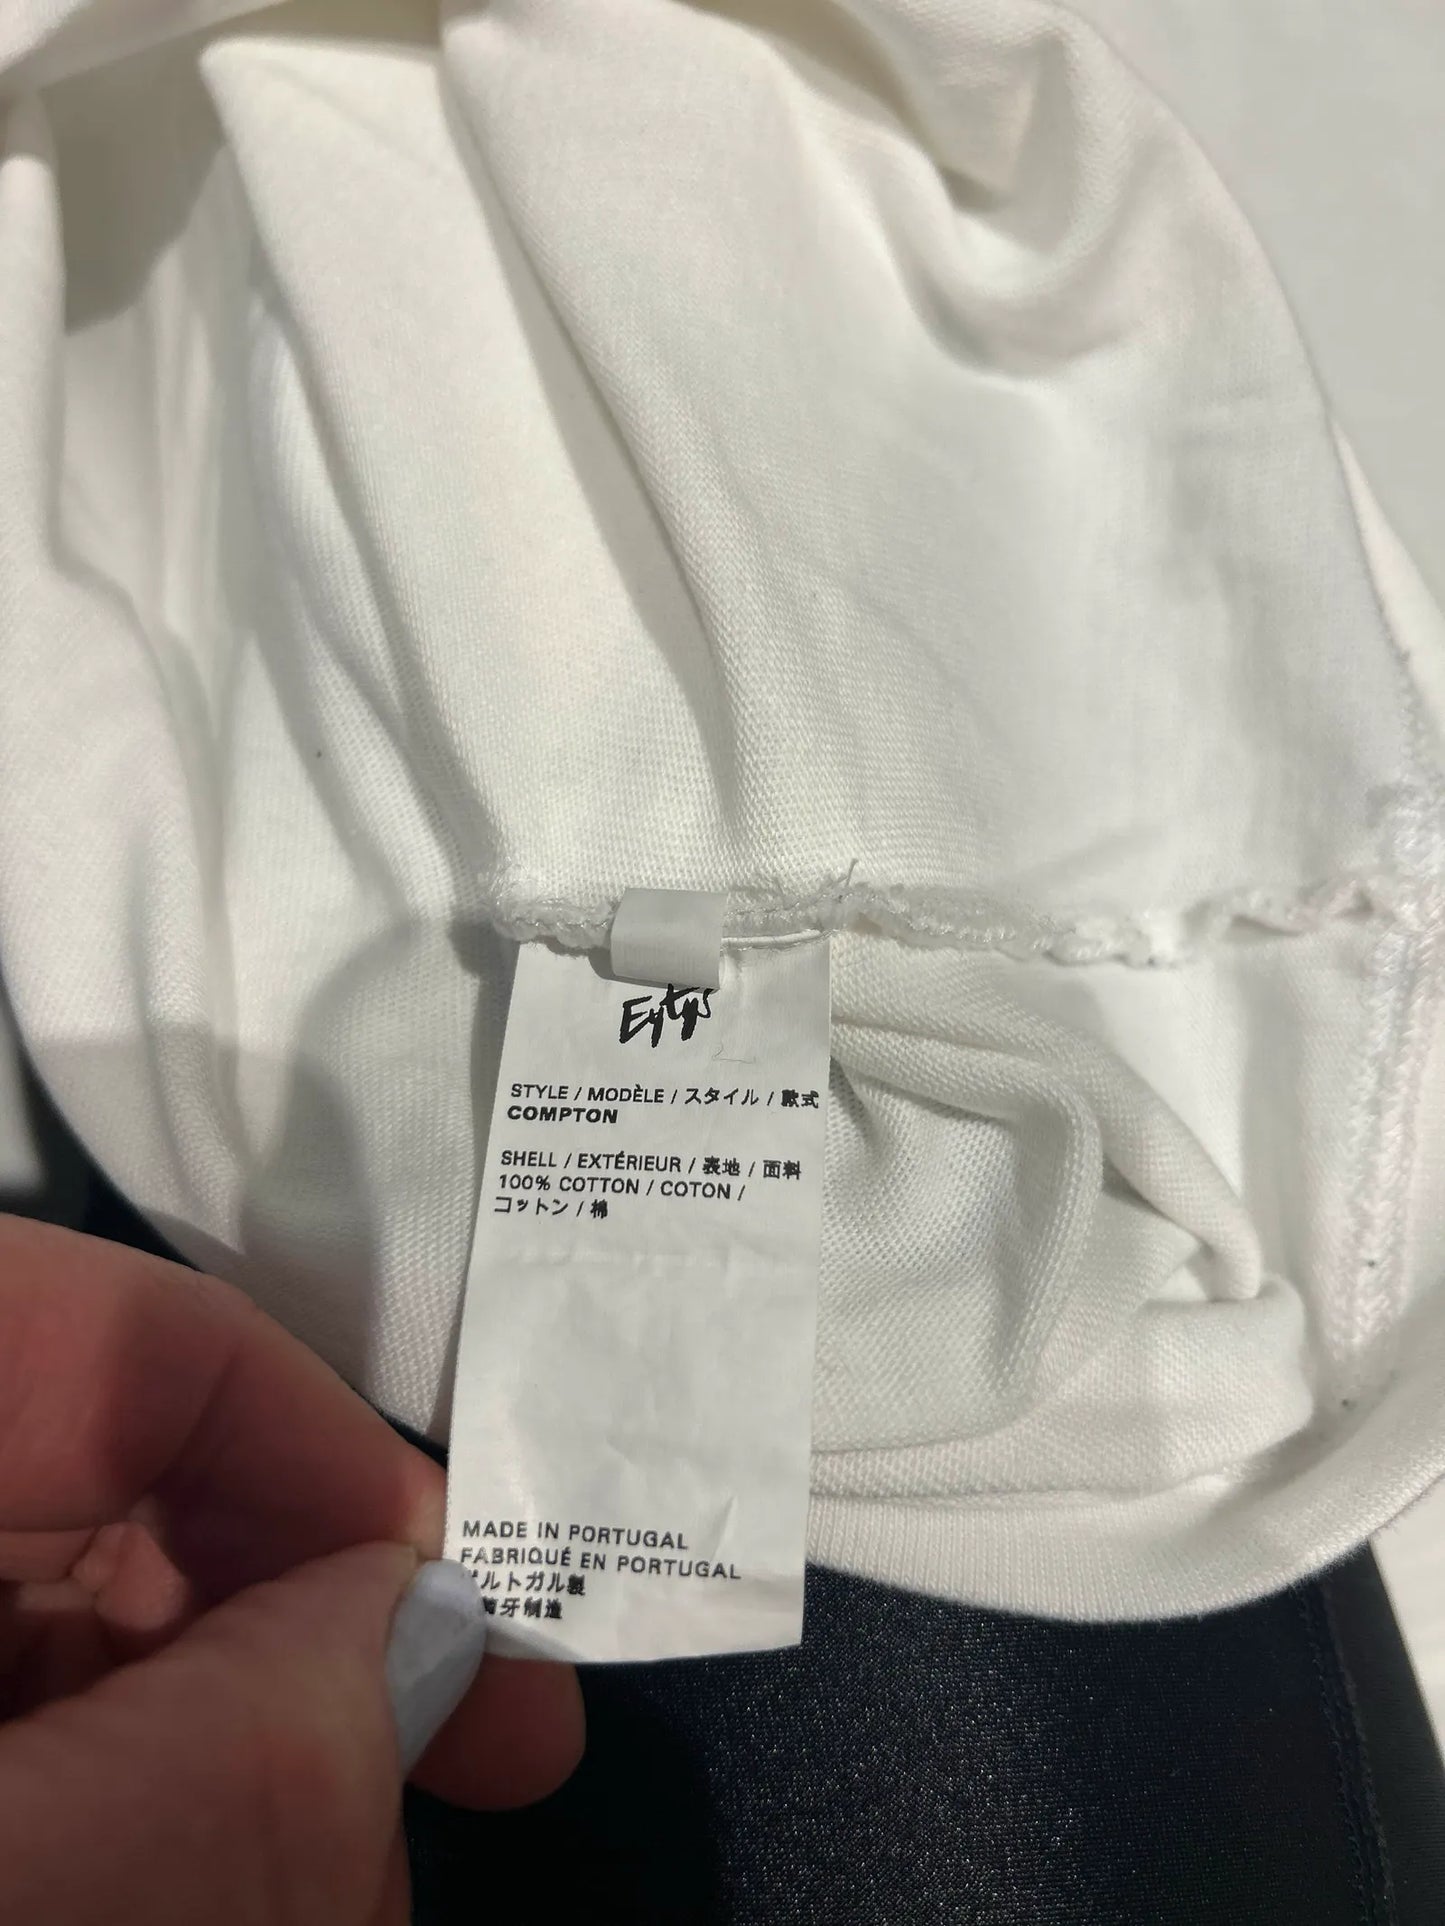 Eytys
STYLE / MODÈLE / スタイル / 款式
COMPTON
SHELL / EXTÉRIEUR / 表地 / 面料
100% COTTON / COTON /
コットン / 棉
MADE IN PORTUGAL
FABRIQUÉ EN PORTUGAL
ルトガル製
牙制造